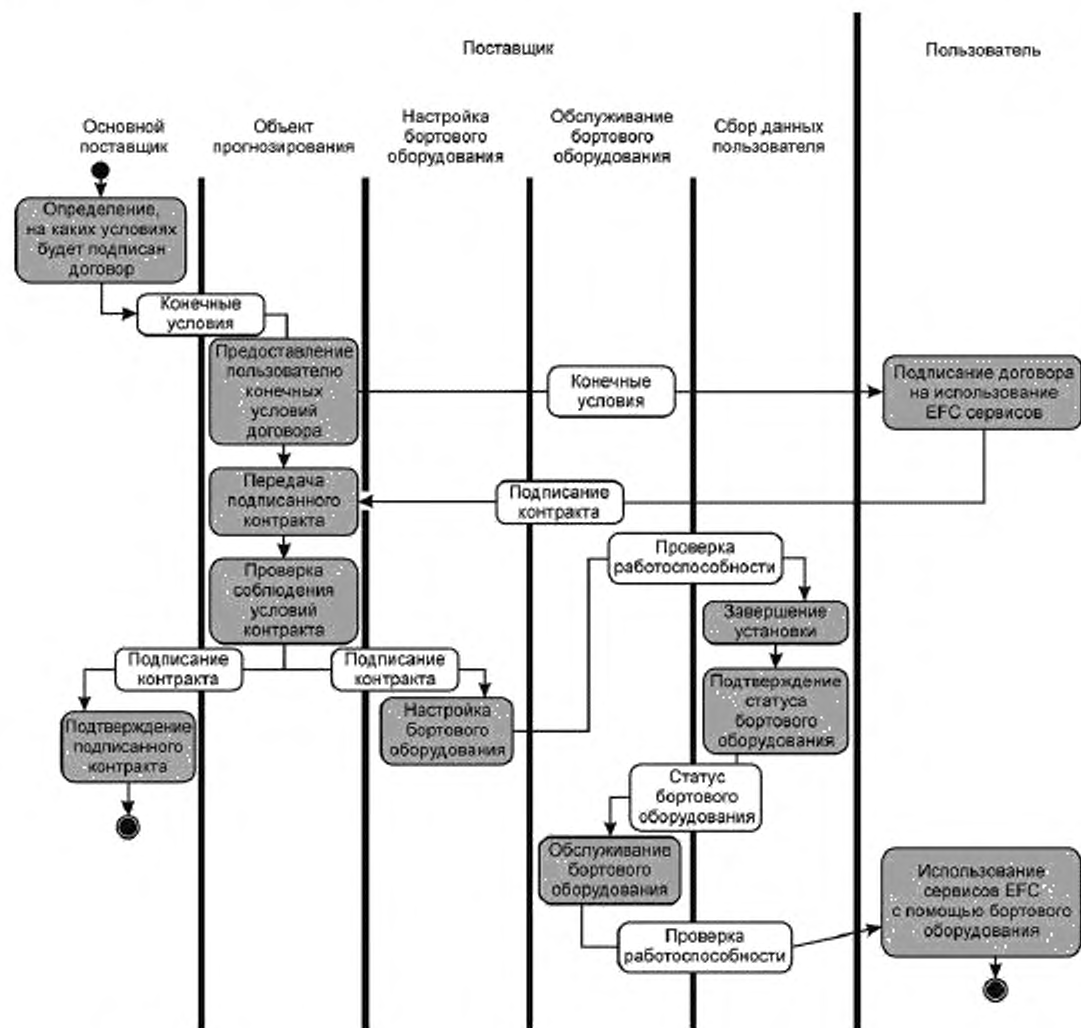 Поставщик
Пользователь
Основной
поставщик
Объект
прогнозирования
Настройка
бортового
оборудования
Обслуживание
бортового
оборудования
Сбор данных
пользователя
Определение,
на каких условиях
будет подписан
договор
Конечные
условия
Предоставление
пользователю
конечных
условий
договора
Конечные
условия
Подписание договора
на использование
EFC сервисов
Передача
подписанного
контракта
Подписание
контракта
Проверка
работоспособности
Проверка
соблюдения
условий
контракта
Завершение
установки
Подписание
контракта
Подписание
контракта
Подтверждение
статуса
бортового
оборудования
Подтверждение
подписанного
контракта
Настройка
бортового
оборудования
Статус
бортового
оборудования
Обслуживание
бортового
оборудования
Использование
сервисов EFC
с помощью бортового
оборудования
Проверка
работоспособности